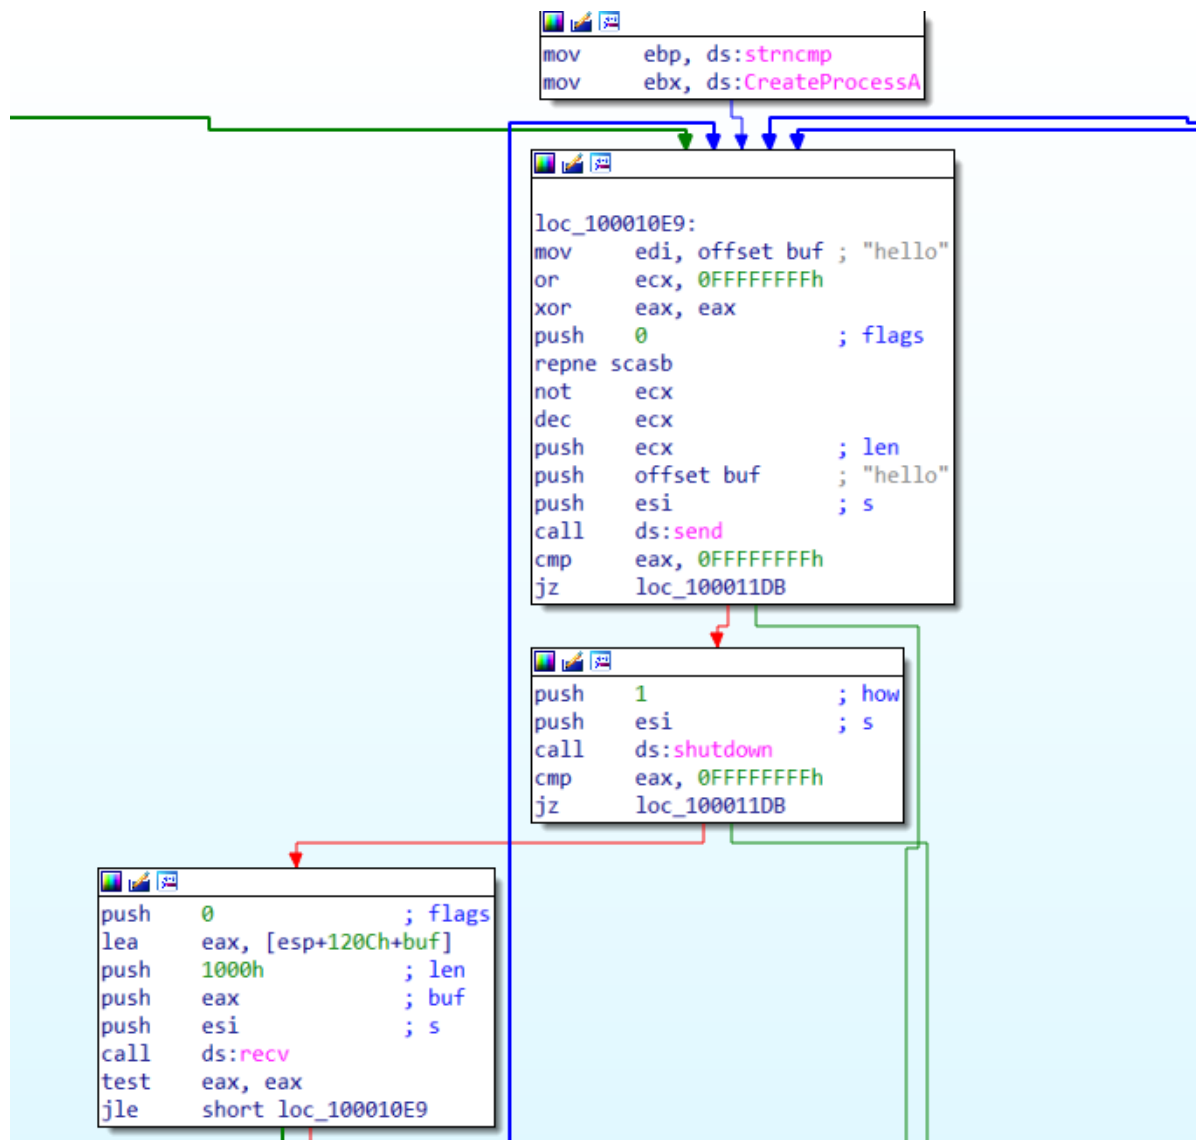 mov ebp, ds:strncmp
mov ebx, ds:CreateProcessA
loc_100010E9:
mov edi, offset buf ; "hello"
or ecx, 0FFFFFFFFh
xor eax, eax
push 0 ; flags
repne scasb
not ecx
dec ecx
push ecx ; len
push offset buf ; "hello"
push esi ; s
call ds:send
cmp eax, 0FFFFFFFFh
jz loc_100011DB
push 1 ; how
push esi ; s
call ds:shutdown
cmp eax, 0FFFFFFFFh
jz loc_100011DB
push 0 ; flags
lea eax, [esp+120Ch+buf]
push 1000h ; len
push eax ; buf
push esi ; s
call ds:recv
test eax, eax
jle short loc_100010E9